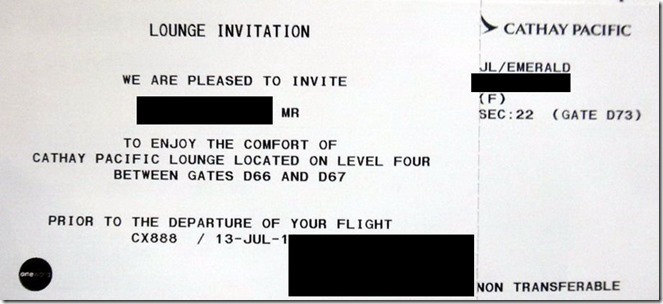 LOUNGE INVITATION
WE ARE PLEASED TO INVITE
MR
TO ENJOY THE COMFORT OF
CATHAY PACIFIC LOUNGE LOCATED ON LEVEL FOUR
BETWEEN GATES D66 AND D67
PRIOR TO THE DEPARTURE OF YOUR FLIGHT
CX888 / 13-JUL-1
oneworld
CATHAY PACIFIC
JL/EMERALD
(F)
SEC:22 (GATE D73)
NON TRANSFERABLE